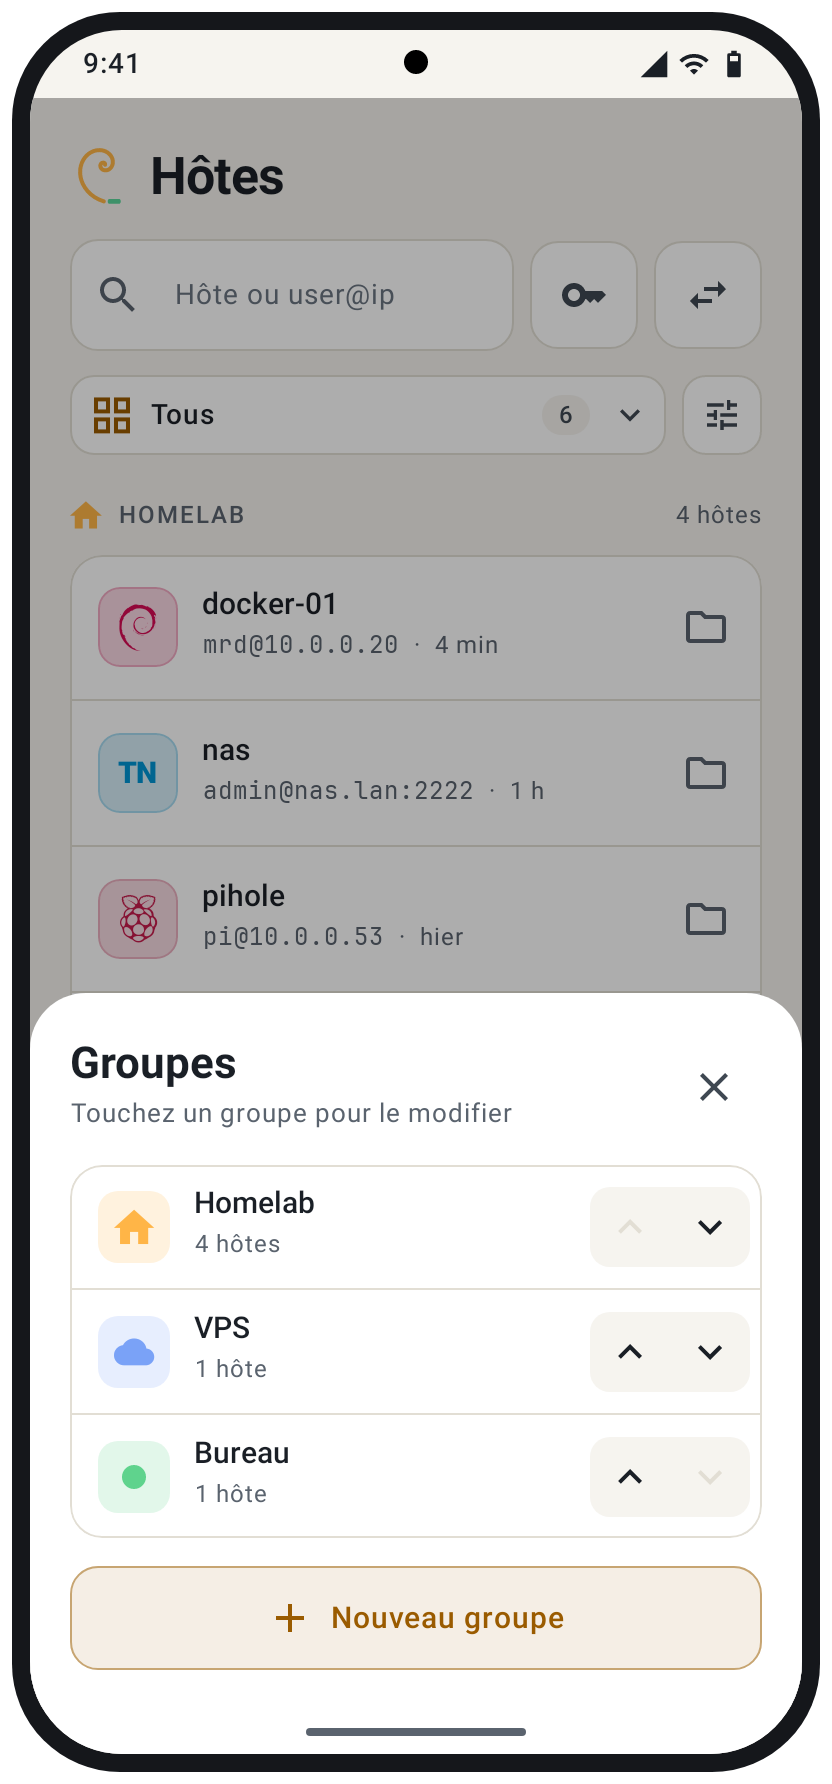 9:41
Hôtes
Hôte ou user@ip
Tous 6
HOMELAB 4 hôtes
docker-01
mrd@10.0.0.20 · 4 min
TN
nas
admin@nas.lan:2222 · 1 h
pihole
pi@10.0.0.53 · hier
Groupes
Touchez un groupe pour le modifier
Homelab
4 hôtes
VPS
1 hôte
Bureau
1 hôte
Nouveau groupe